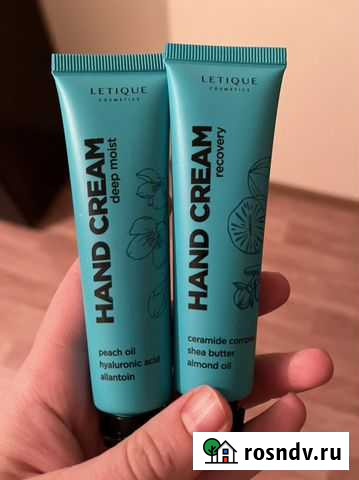 LETIQUE
COSMETICS
HAND CREAM
deep moist
peach oil
hyaluronic acid
allantoin
LETIQUE
COSMETICS
HAND CREAM
recovery
ceramide
shea butter
almond oil
rosndv.ru